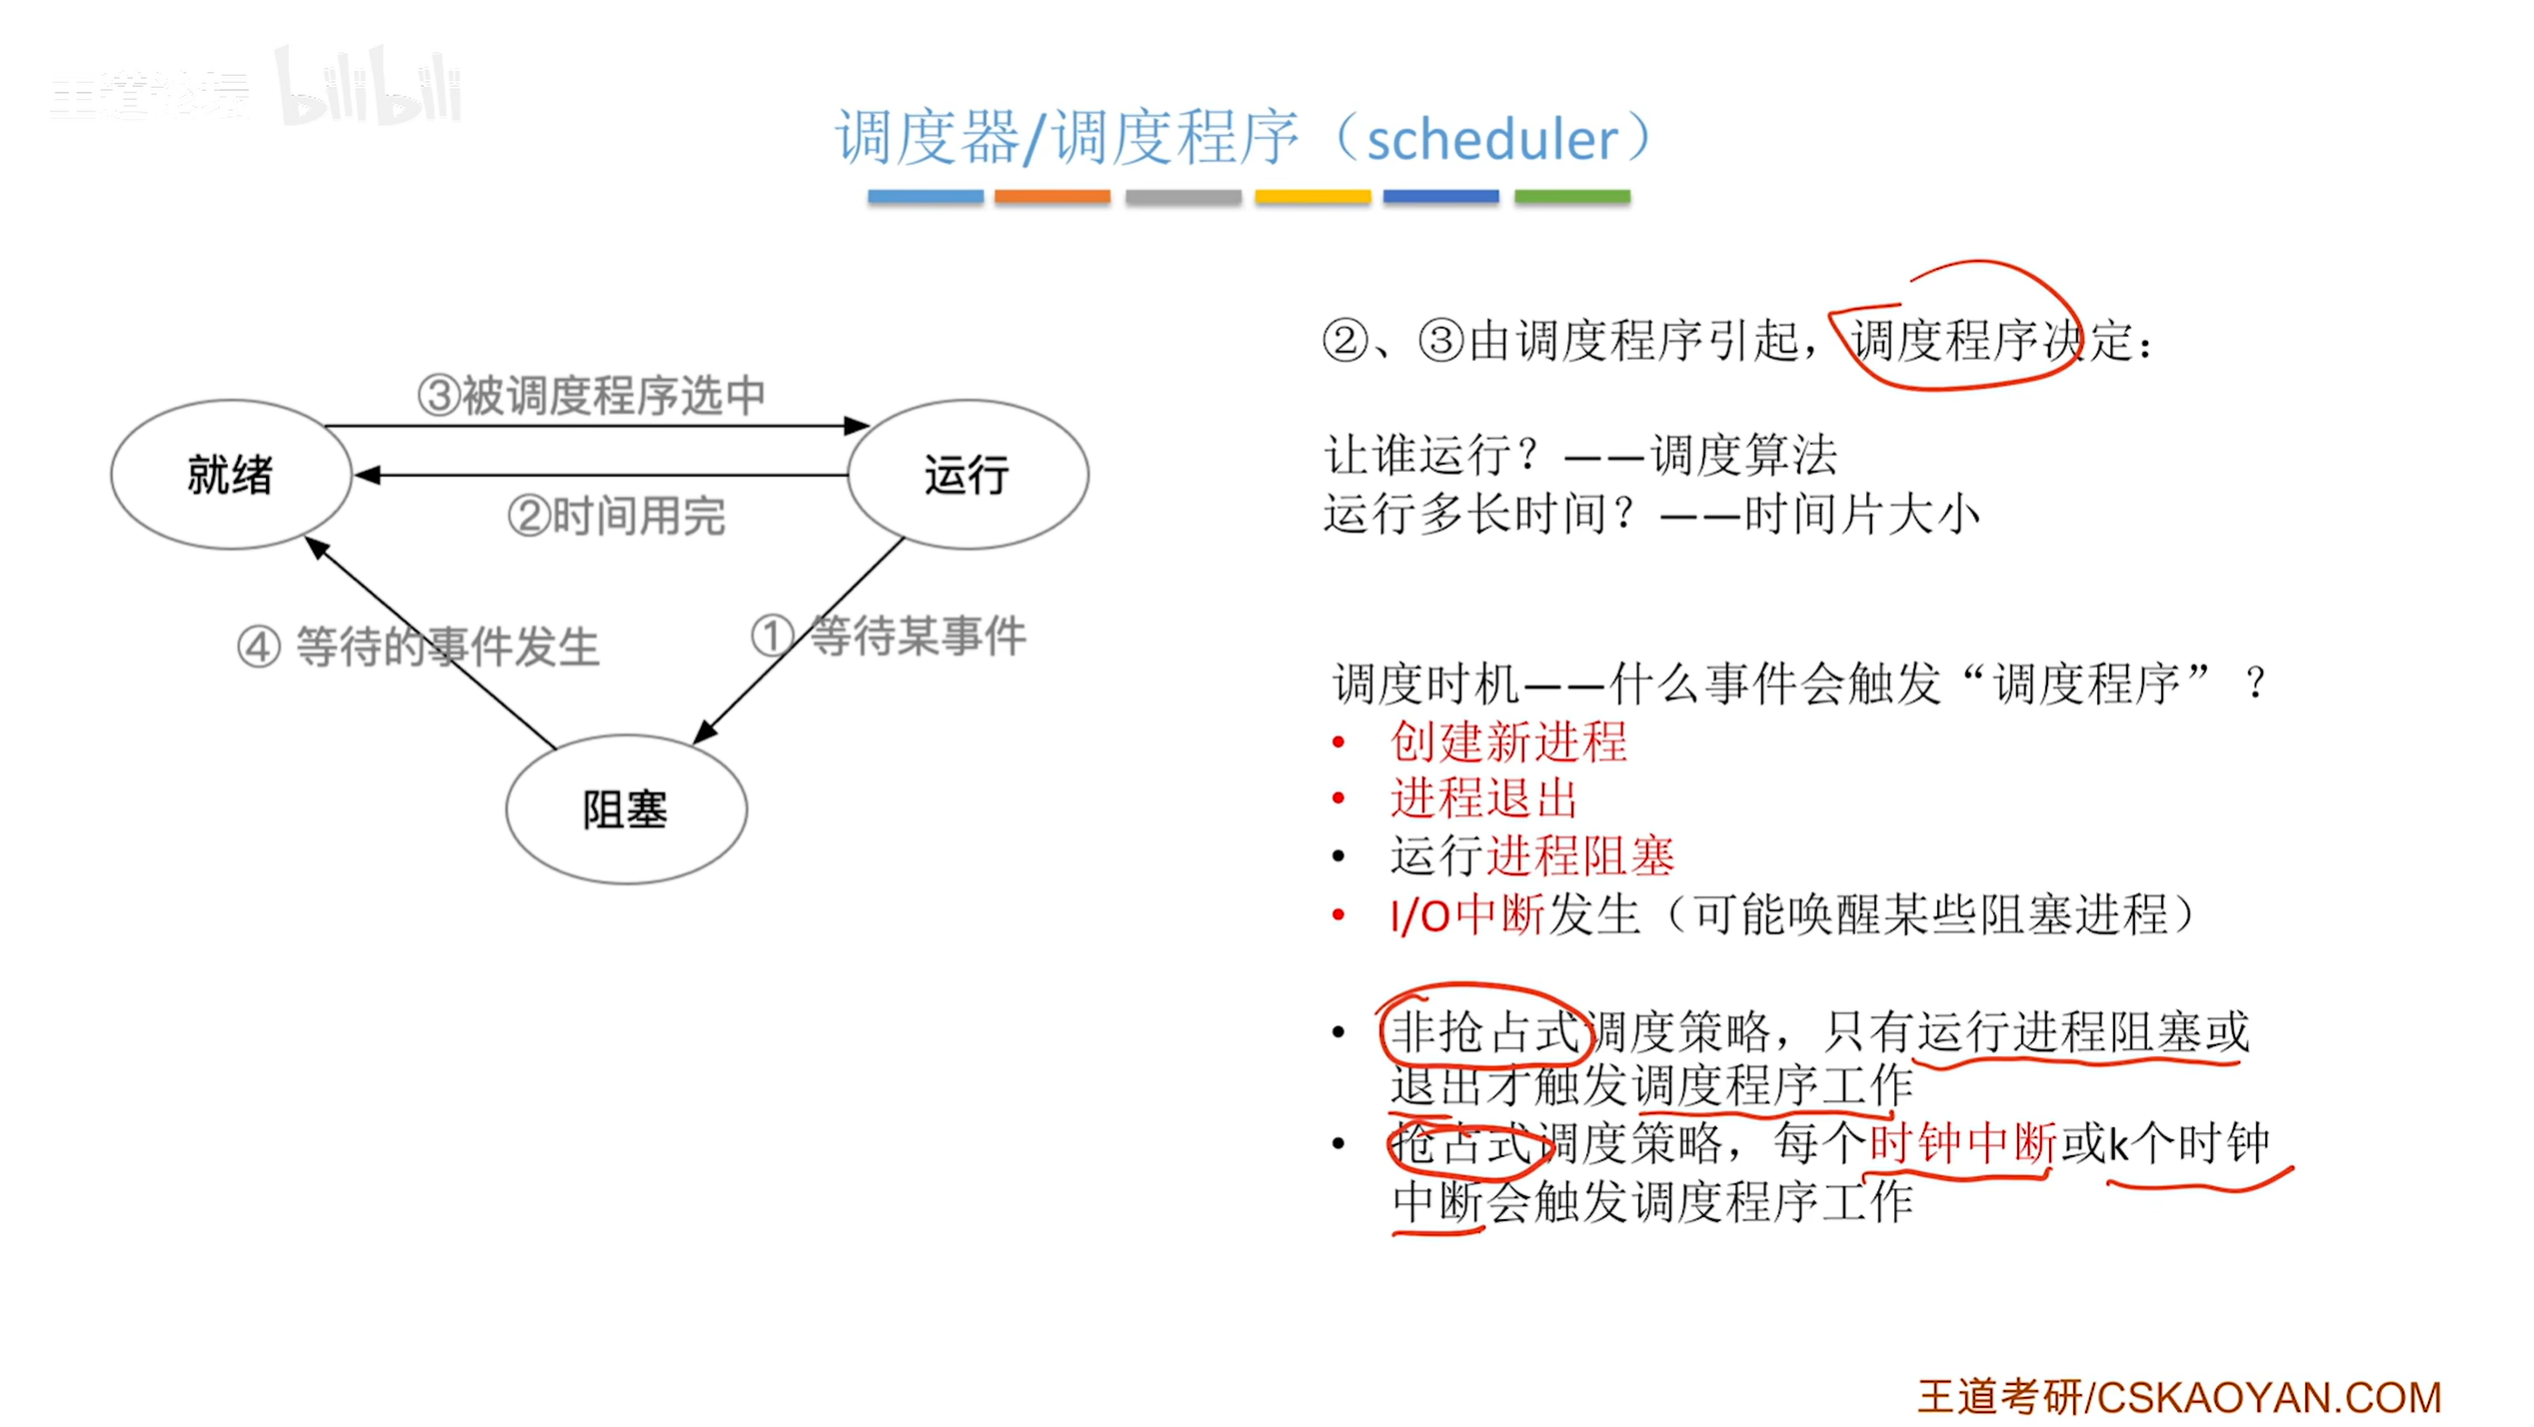 王道论坛 bilibili
调度器/调度程序（scheduler）
③被调度程序选中
就绪
运行
②时间用完
④ 等待的事件发生
① 等待某事件
阻塞
②、③由调度程序引起，调度程序决定：
让谁运行？——调度算法
运行多长时间？——时间片大小
调度时机——什么事件会触发“调度程序”？
• 创建新进程
• 进程退出
• 运行进程阻塞
• I/O中断发生（可能唤醒某些阻塞进程）
• 非抢占式调度策略，只有运行进程阻塞或
退出才触发调度程序工作
• 抢占式调度策略，每个时钟中断或k个时钟
中断会触发调度程序工作
王道考研/CSKAOYAN.COM